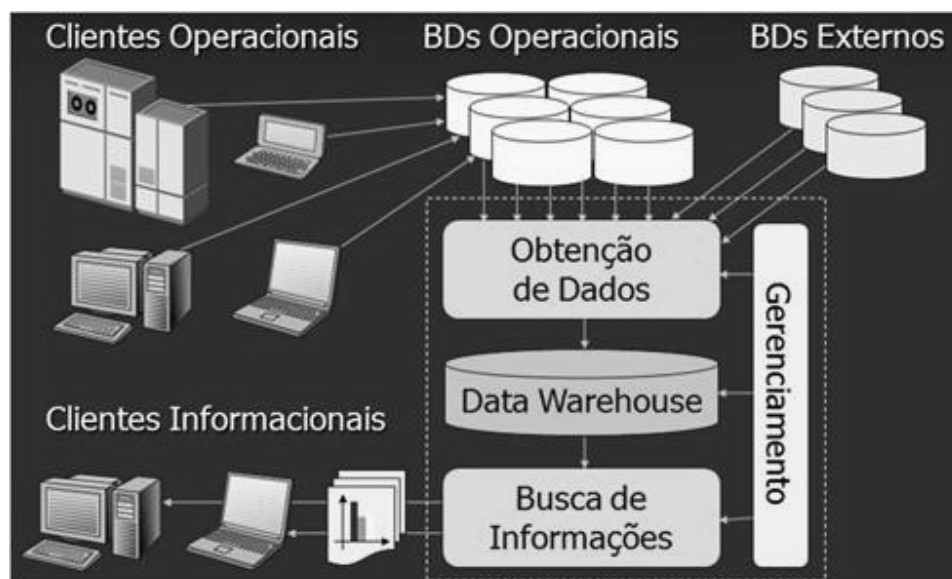 Clientes Operacionais
BDs Operacionais
BDs Externos
Obtenção
de Dados
Gerenciamento
Data Warehouse
Clientes Informacionais
Busca de
Informações